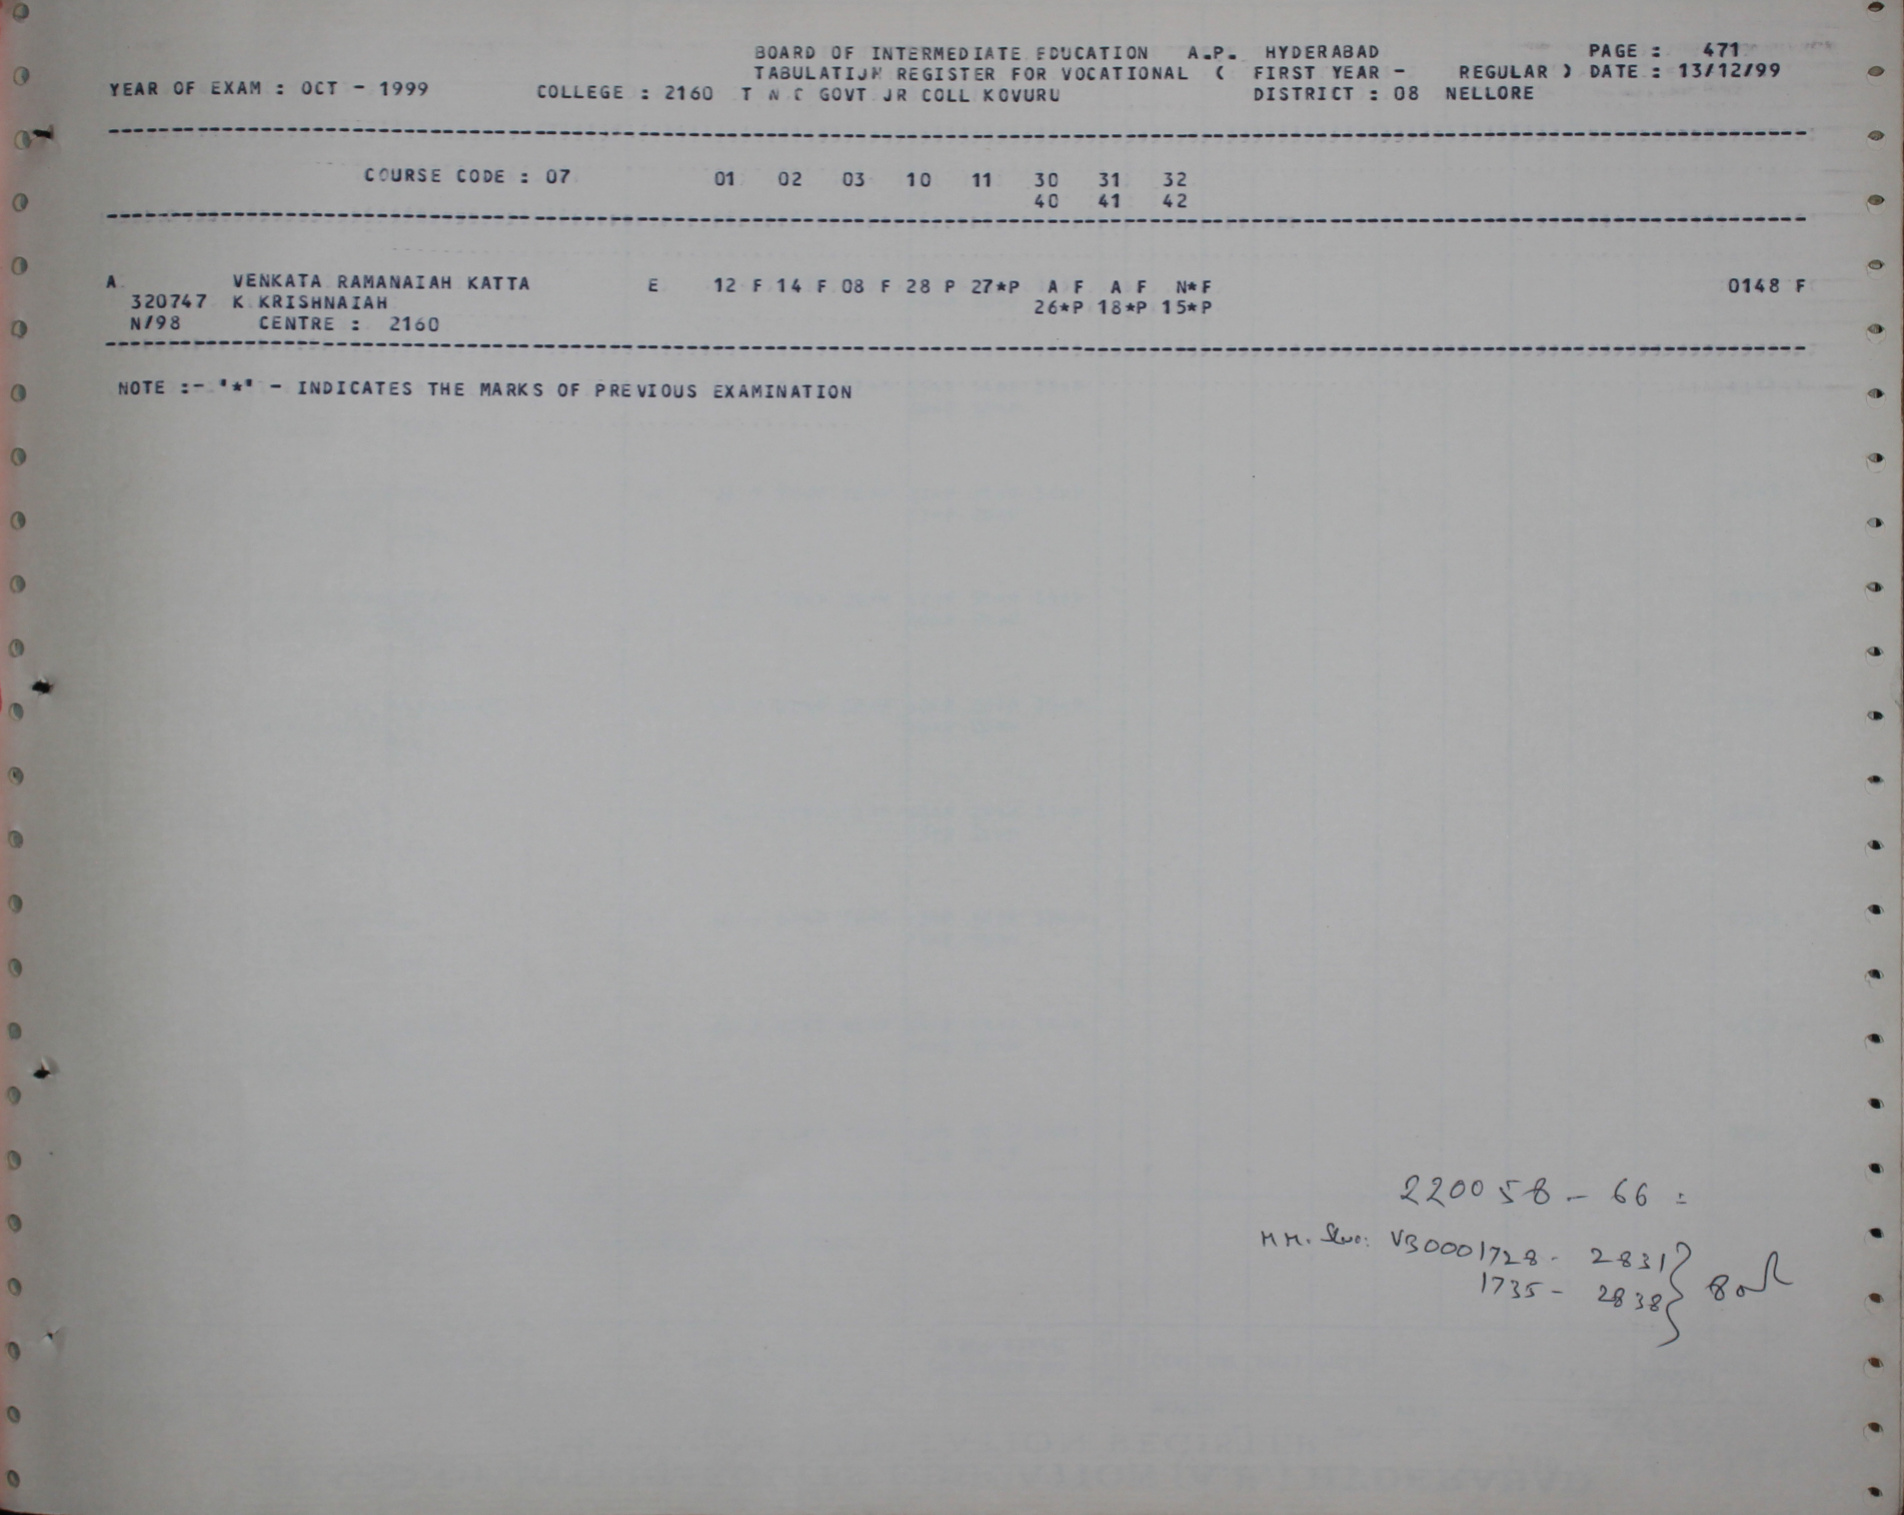 BOARD OF INTERMEDIATE EDUCATION A.P. HYDERABAD PAGE : 471
TABULATIJN REGISTER FOR VOCATIONAL ( FIRST YEAR - REGULAR ) DATE : 13/12/99
YEAR OF EXAM : OCT - 1999 COLLEGE : 2160 T N C GOVT JR COLL KOVURU DISTRICT : 08 NELLORE
COURSE CODE : 07 01 02 03 10 11 30 31 32
40 41 42
A VENKATA RAMANAIAH KATTA E 12 F 14 F 08 F 28 P 27*P A F A F N*F 0148 F
320747 K KRISHNAIAH 26*P 18*P 15*P
N/98 CENTRE : 2160
NOTE :- "*" - INDICATES THE MARKS OF PREVIOUS EXAMINATION
220058 - 66 =
M M. Slno: VB0001728 - 2831
1735 - 2838